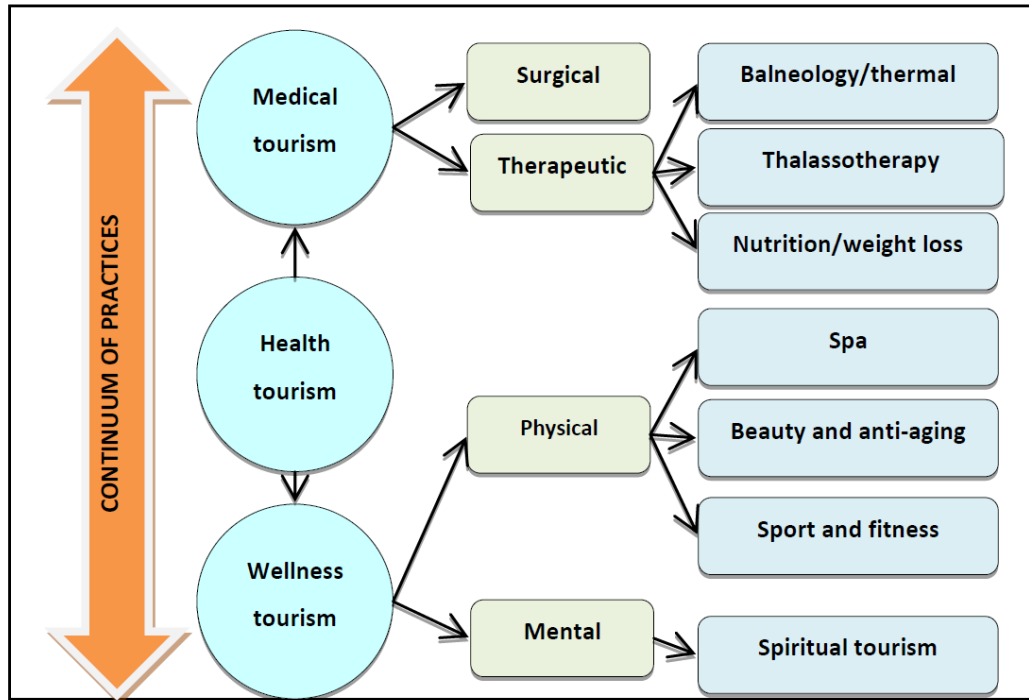 CONTINUUM OF PRACTICES
Medical
tourism
Surgical
Therapeutic
Balneology/thermal
Thalassotherapy
Nutrition/weight loss
Health
tourism
Wellness
tourism
Physical
Mental
Spa
Beauty and anti-aging
Sport and fitness
Spiritual tourism